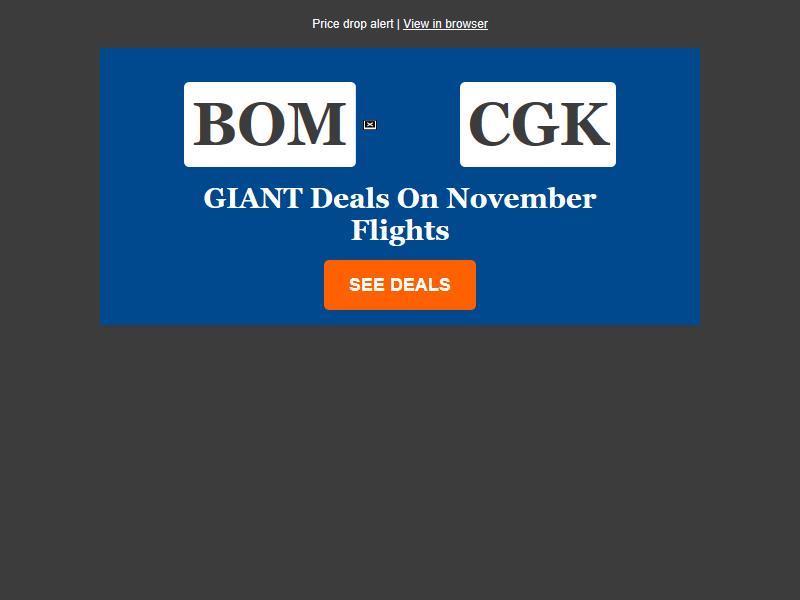 Price drop alert | View in browser
BOM CGK
GIANT Deals On November
Flights
SEE DEALS